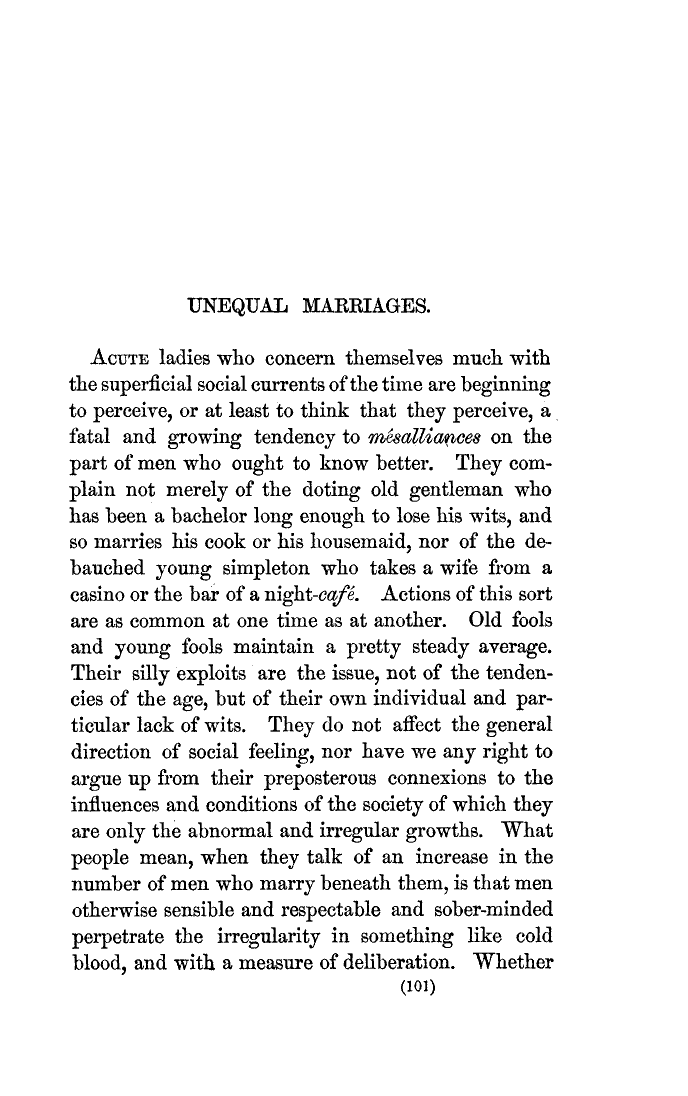 UNEQUAL MARRIAGES.
ACUTE ladies who concern themselves much with
the superficial social currents of the time are beginning
to perceive, or at least to think that they perceive, a
fatal and growing tendency to mésalliances on the
part of men who ought to know better. They com-
plain not merely of the doting old gentleman who
has been a bachelor long enough to lose his wits, and
so marries his cook or his housemaid, nor of the de-
bauched young simpleton who takes a wife from a
casino or the bar of a night-café. Actions of this sort
are as common at one time as at another. Old fools
and young fools maintain a pretty steady average.
Their silly exploits are the issue, not of the tenden-
cies of the age, but of their own individual and par-
ticular lack of wits. They do not affect the general
direction of social feeling, nor have we any right to
argue up from their preposterous connexions to the
influences and conditions of the society of which they
are only the abnormal and irregular growths. What
people mean, when they talk of an increase in the
number of men who marry beneath them, is that men
otherwise sensible and respectable and sober-minded
perpetrate the irregularity in something like cold
blood, and with a measure of deliberation. Whether
(101)